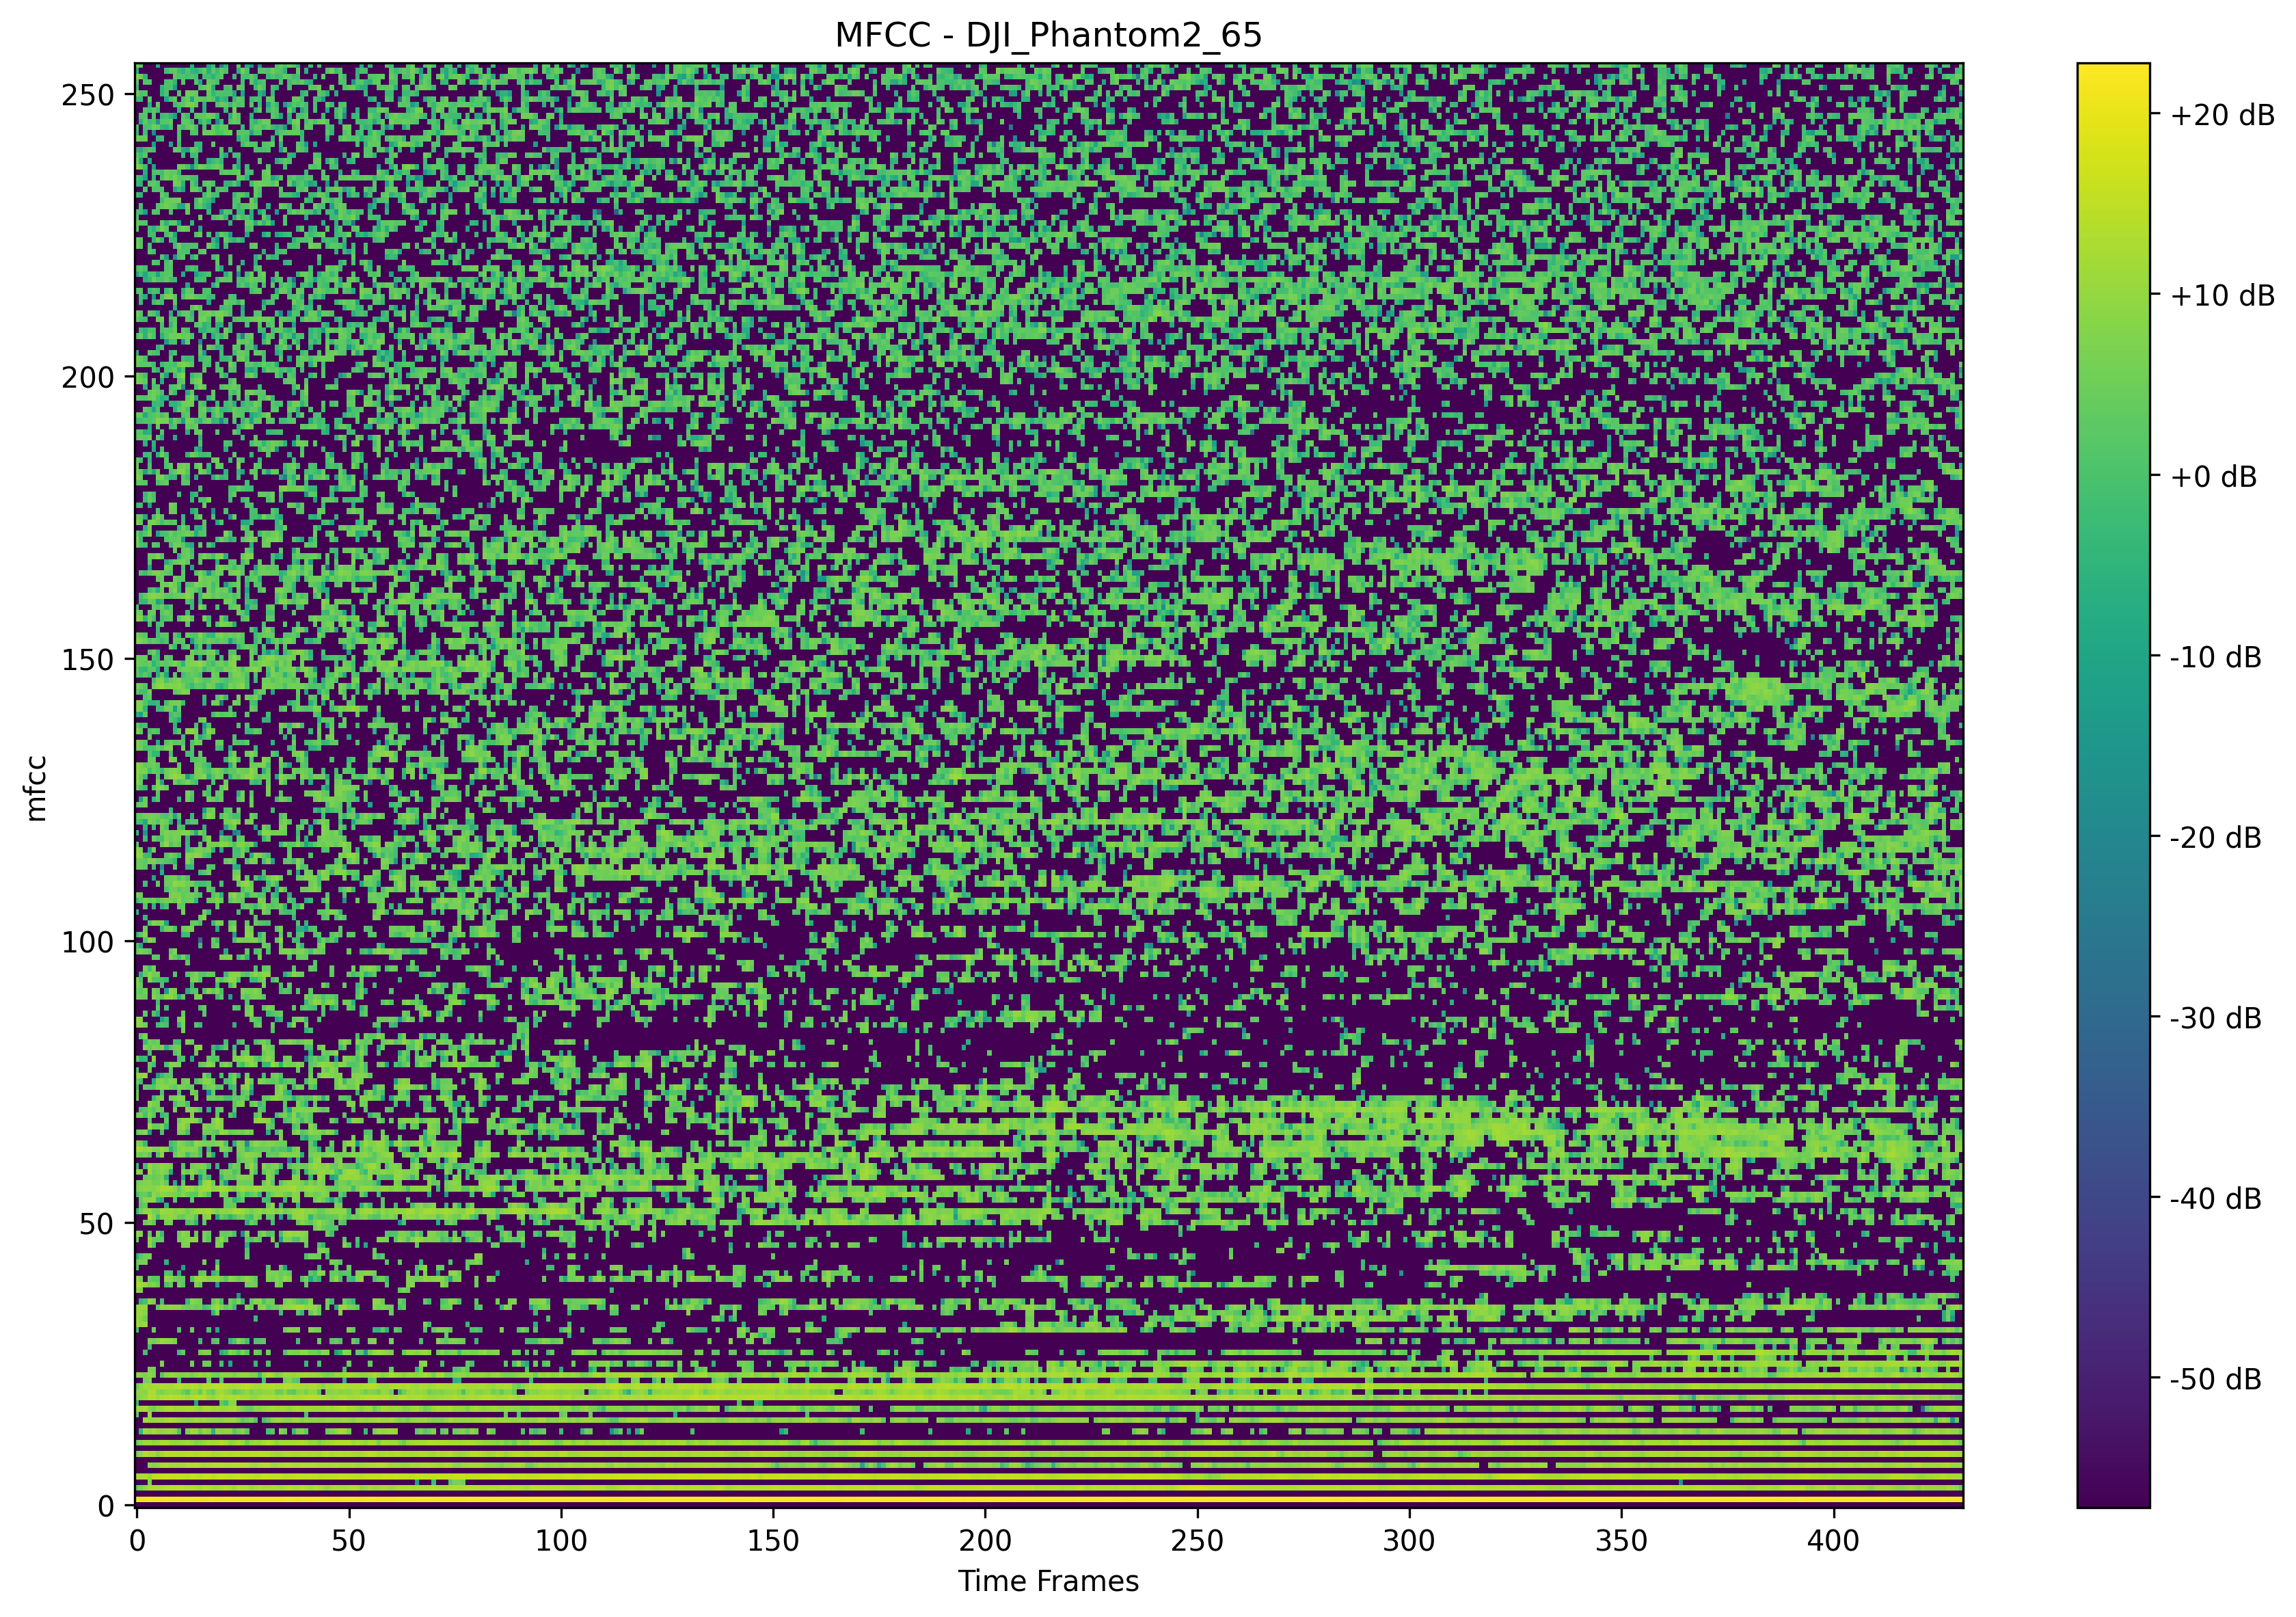 MFCC - DJI_Phantom2_65
250
200
150
100
50
0
mfcc
0 50 100 150 200 250 300 350 400
Time Frames
+20 dB
+10 dB
+0 dB
-10 dB
-20 dB
-30 dB
-40 dB
-50 dB